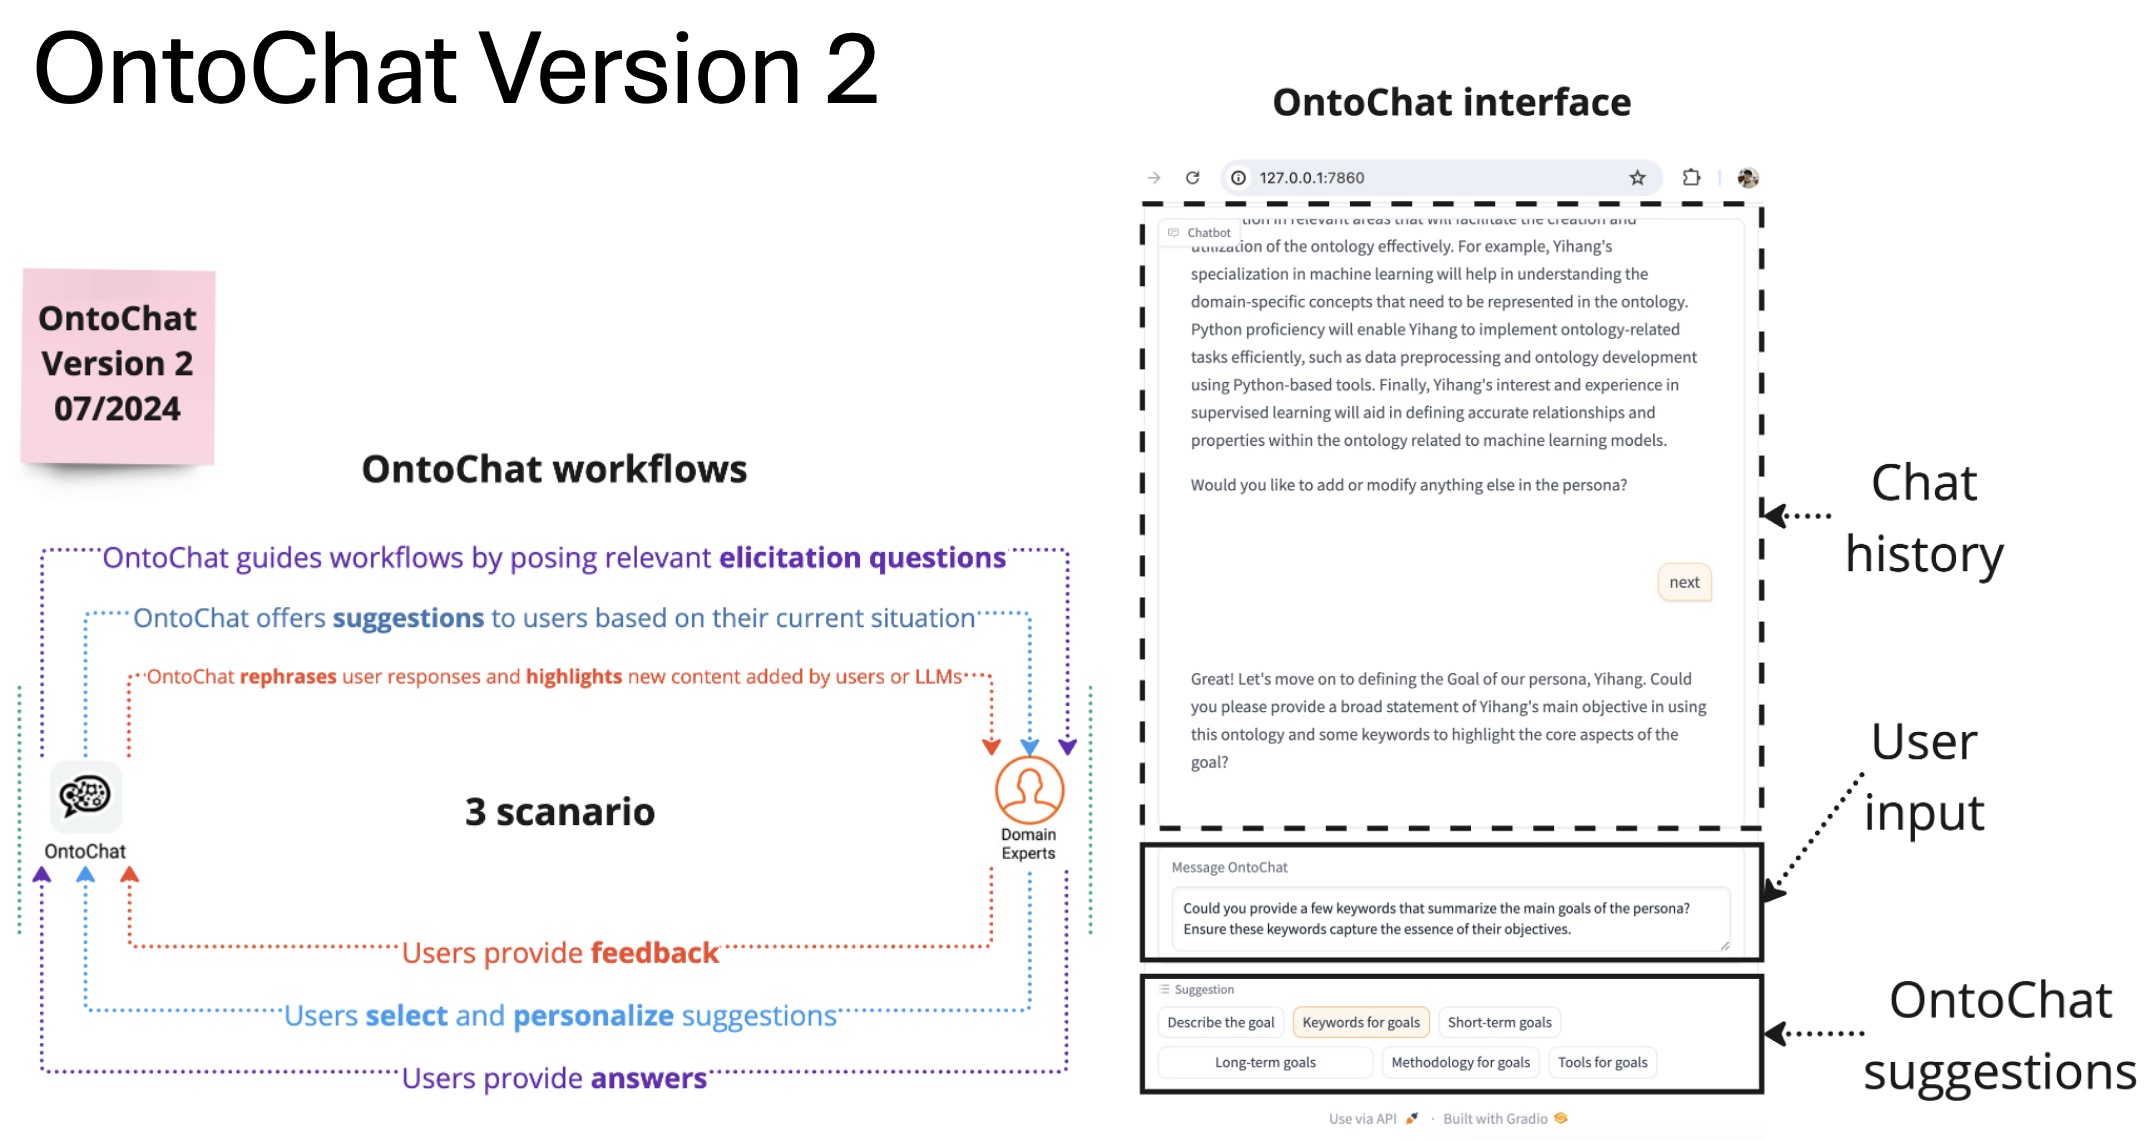 OntoChat Version 2
OntoChat
Version 2
07/2024
OntoChat workflows
OntoChat guides workflows by posing relevant elicitation questions
OntoChat offers suggestions to users based on their current situation
OntoChat rephrases user responses and highlights new content added by users or LLMs
OntoChat
3 scanario
Domain
Experts
Users provide feedback
Users select and personalize suggestions
Users provide answers
OntoChat interface
127.0.0.1:7860
Chatbot
tion in relevant areas that will facilitate the creation and
utilization of the ontology effectively. For example, Yihang's
specialization in machine learning will help in understanding the
domain-specific concepts that need to be represented in the ontology.
Python proficiency will enable Yihang to implement ontology-related
tasks efficiently, such as data preprocessing and ontology development
using Python-based tools. Finally, Yihang's interest and experience in
supervised learning will aid in defining accurate relationships and
properties within the ontology related to machine learning models.
Would you like to add or modify anything else in the persona?
next
Great! Let's move on to defining the Goal of our persona, Yihang. Could
you please provide a broad statement of Yihang's main objective in using
this ontology and some keywords to highlight the core aspects of the
goal?
Message OntoChat
Could you provide a few keywords that summarize the main goals of the persona?
Ensure these keywords capture the essence of their objectives.
Suggestion
Describe the goal
Keywords for goals
Short-term goals
Long-term goals
Methodology for goals
Tools for goals
Use via API · Built with Gradio
Chat
history
User
input
OntoChat
suggestions